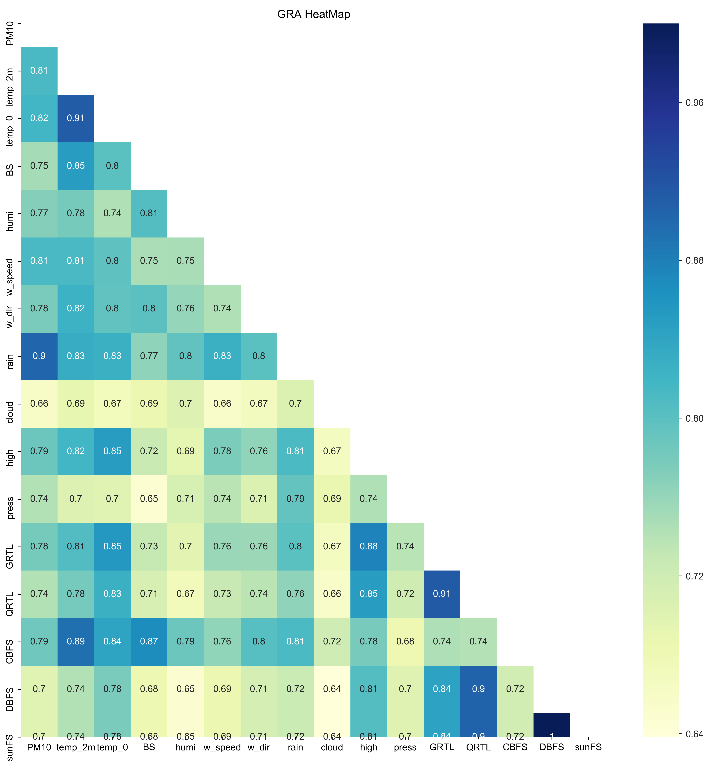 GRA HeatMap
PM10
temp_2m 0.81
temp_0 0.82 0.91
BS 0.75 0.85 0.8
humi 0.77 0.78 0.74 0.81
w_speed 0.81 0.81 0.8 0.75 0.75
w_dir 0.78 0.82 0.8 0.8 0.76 0.74
rain 0.9 0.83 0.83 0.77 0.8 0.83 0.8
cloud 0.66 0.69 0.67 0.69 0.7 0.66 0.67 0.7
high 0.79 0.82 0.85 0.72 0.69 0.78 0.76 0.81 0.67
press 0.74 0.7 0.7 0.65 0.71 0.74 0.71 0.79 0.69 0.74
GRTL 0.78 0.81 0.85 0.73 0.7 0.76 0.76 0.8 0.67 0.88 0.74
QRTL 0.74 0.78 0.83 0.71 0.67 0.73 0.74 0.76 0.66 0.85 0.72 0.91
CBFS 0.79 0.89 0.84 0.87 0.79 0.76 0.8 0.81 0.72 0.78 0.68 0.74 0.74
DBFS 0.7 0.74 0.78 0.68 0.65 0.69 0.71 0.72 0.64 0.81 0.7 0.84 0.9 0.72
sunFS 0.7 0.74 0.78 0.68 0.65 0.69 0.71 0.72 0.64 0.81 0.7 0.84 0.9 0.72 1
PM10 temp_2m temp_0 BS humi w_speed w_dir rain cloud high press GRTL QRTL CBFS DBFS sunFS
0.96
0.88
0.80
0.72
0.64